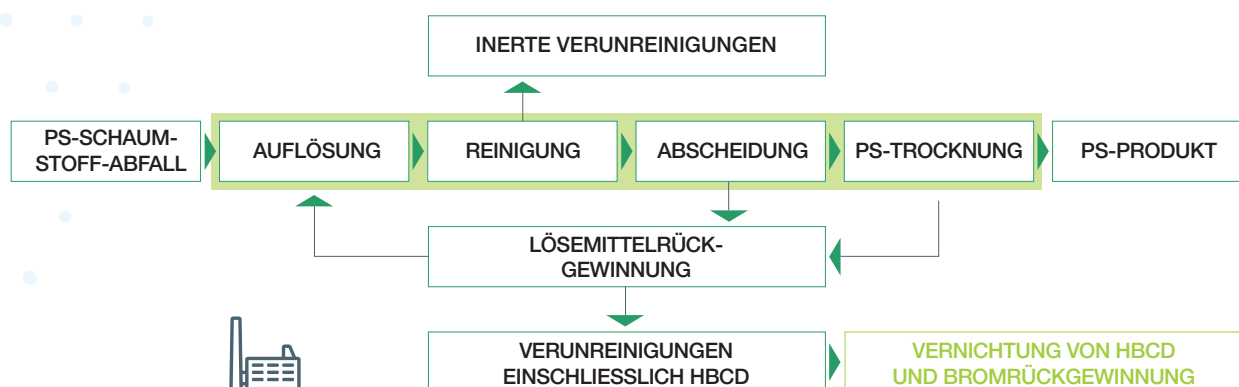 INERTE VERUNREINIGUNGEN
PS-SCHAUM-
STOFF-ABFALL
AUFLÖSUNG
REINIGUNG
ABSCHEIDUNG
PS-TROCKNUNG
PS-PRODUKT
LÖSEMITTELRÜCK-
GEWINNUNG
VERUNREINIGUNGEN
EINSCHLIESSLICH HBCD
VERNICHTUNG VON HBCD
UND BROMRÜCKGEWINNUNG